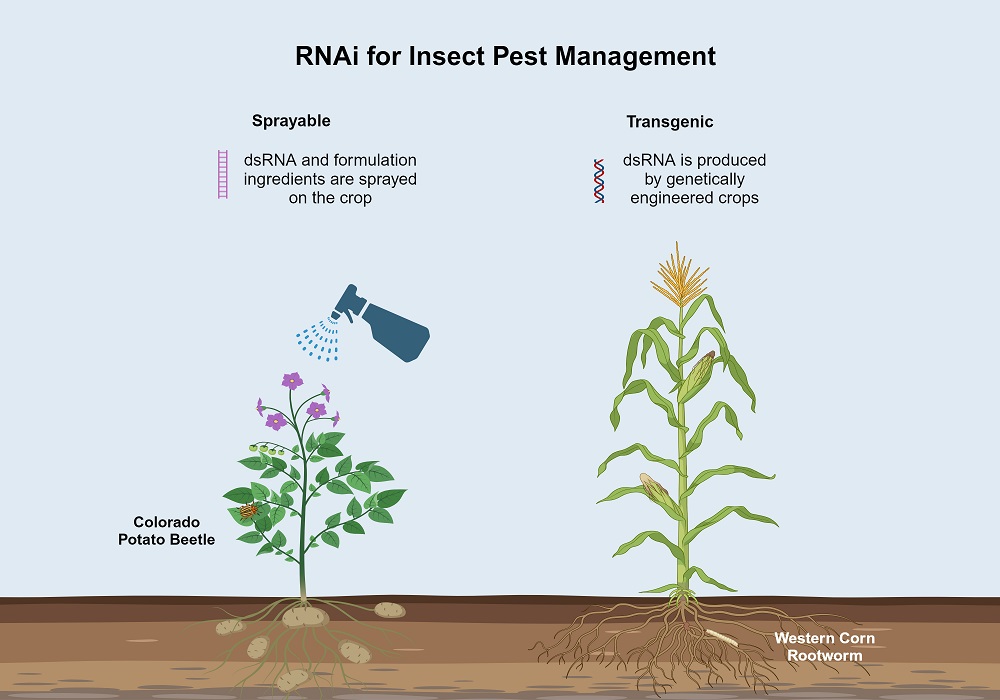 RNAi for Insect Pest Management
Sprayable
dsRNA and formulation
ingredients are sprayed
on the crop
Transgenic
dsRNA is produced
by genetically
engineered crops
Colorado
Potato Beetle
Western Corn
Rootworm